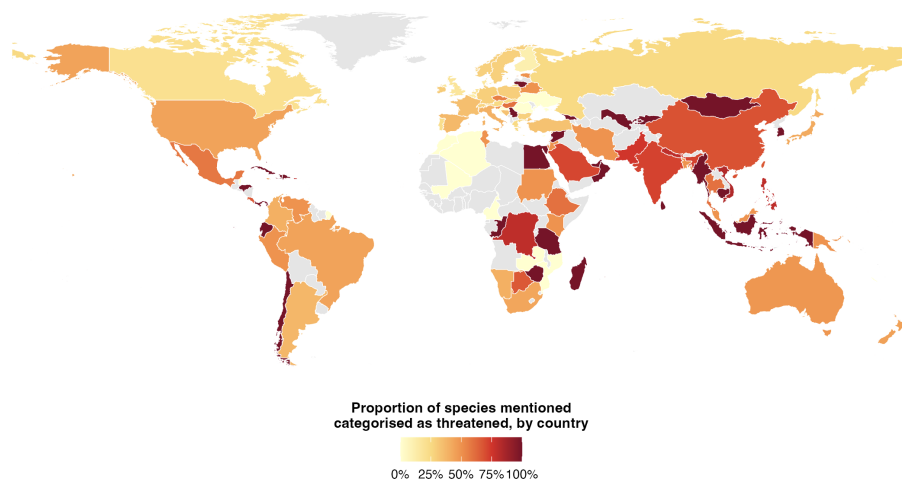 Proportion of species mentioned
categorised as threatened, by country
0% 25% 50% 75% 100%